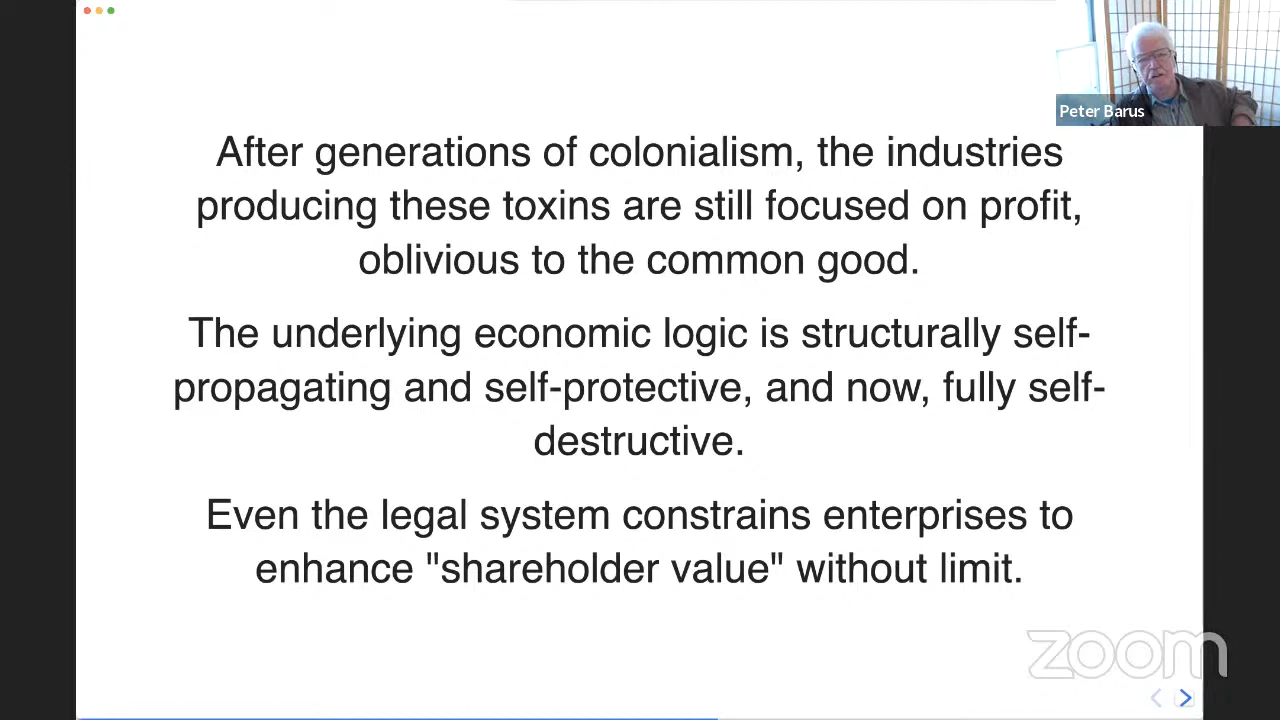 Peter Barus
After generations of colonialism, the industries
producing these toxins are still focused on profit,
oblivious to the common good.
The underlying economic logic is structurally self-
propagating and self-protective, and now, fully self-
destructive.
Even the legal system constrains enterprises to
enhance "shareholder value" without limit.
zoom